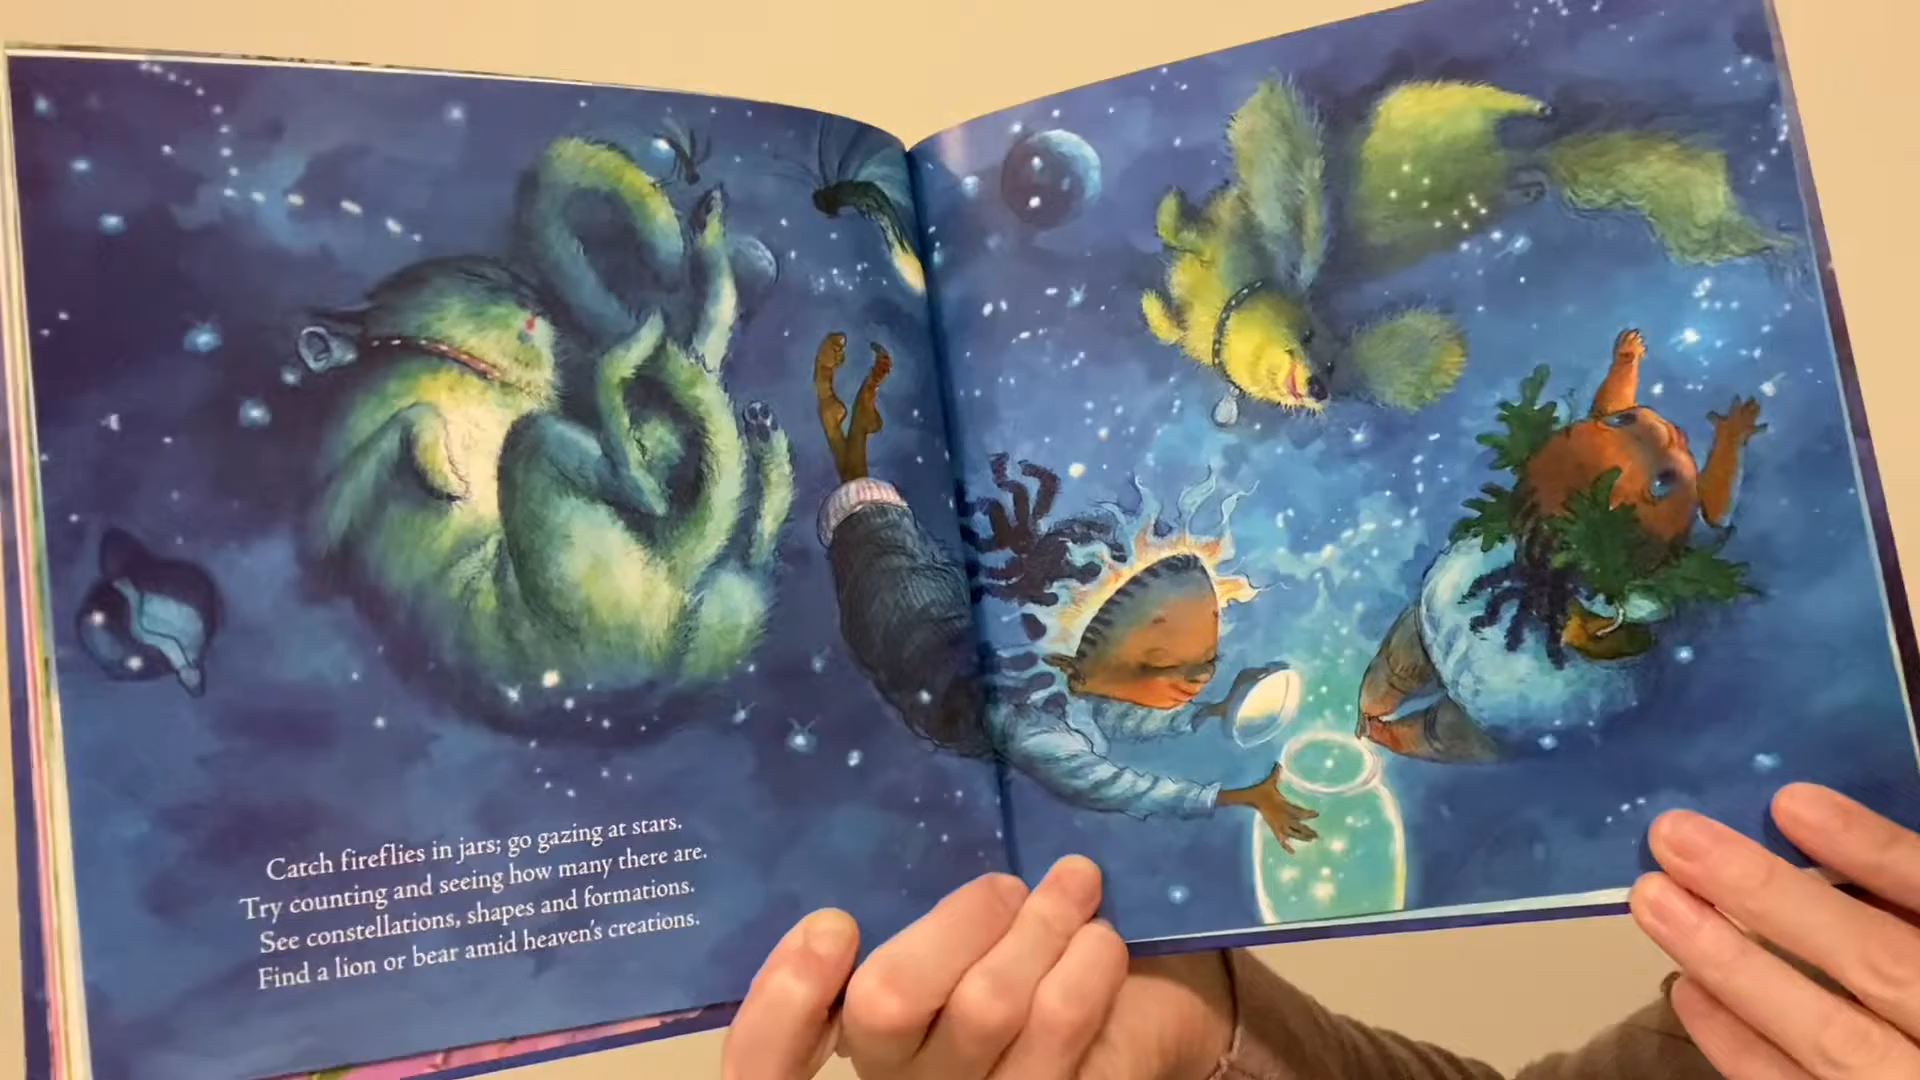 Catch fireflies in jars; go gazing at stars.
Try counting and seeing how many there are.
See constellations, shapes and formations.
Find a lion or bear amid heaven's creations.